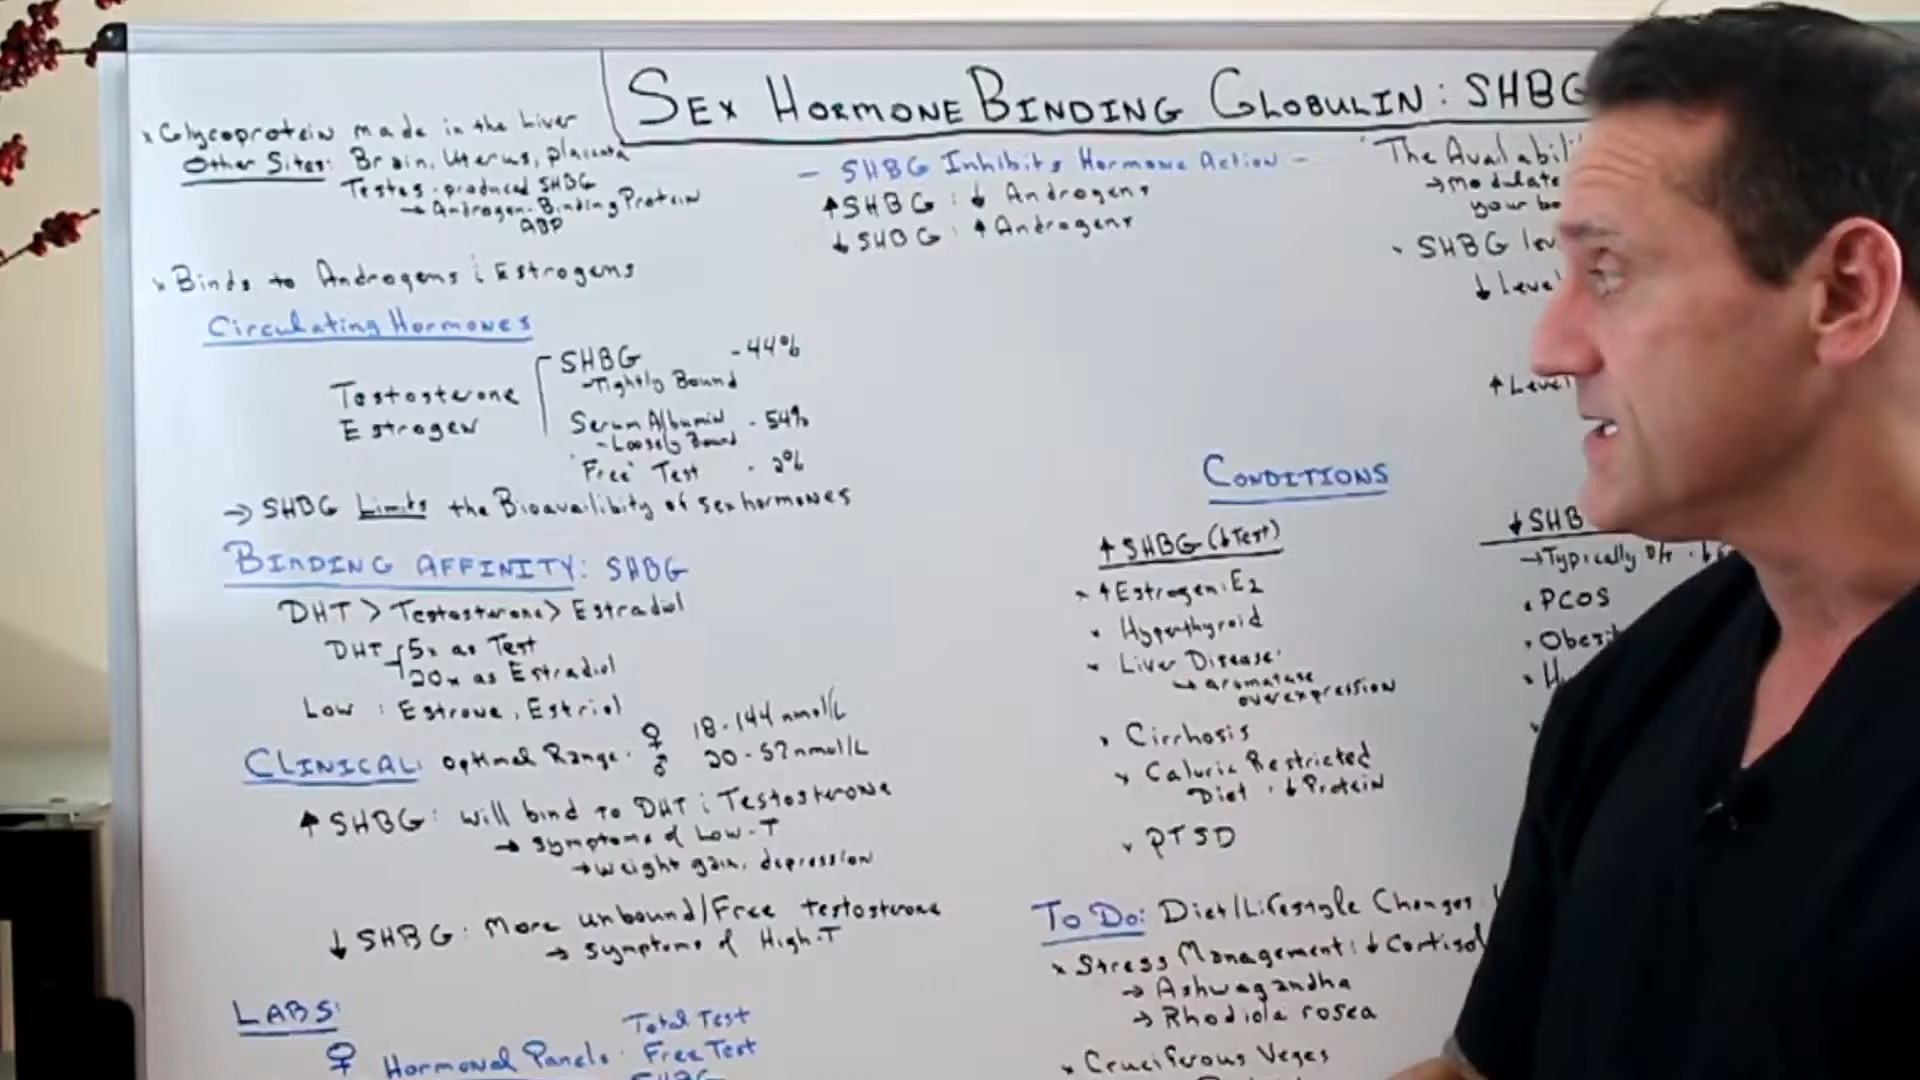 SEX HORMONE BINDING GLOBULIN: SHBG
× Glycoprotein made in the Liver
Other Sites: Brain, Uterus, placenta
Testes - produced SHBG
→ Androgen-Binding Protein
ABP
× Binds to Androgens & Estrogens
Circulating Hormones
Testosterone
Estrogen
SHBG - 44%
- Tightly Bound
Serum Albumin - 54%
- Loosely Bound
"Free" Test - 2%
→ SHBG Limits the Bioavailibity of sex hormones
BINDING AFFINITY: SHBG
DHT > Testosterone > Estradiol
DHT 5x as Test
20x as Estradiol
Low: Estrone, Estriol
CLINICAL: optimal Range - ♀ 18-144 nmol/L
♂ 20-57 nmol/L
↑ SHBG: will bind to DHT & Testosterone
→ symptoms of Low-T
→ weight gain, depression
↓ SHBG: More unbound/Free testosterone
→ symptoms of High-T
LABS:
♀ Hormonal Panels: Total Test
Free Test
SHBG
- SHBG Inhibits Hormone Action -
↑ SHBG: ↓ Androgens
↓ SHBG: ↑ Androgens
The Availabili
→ modulate
your bo
SHBG lev
↓ Level
↑ Level
CONDITIONS
↑ SHBG (↓Test)
× ↑ Estrogen: E2
× Hyperthyroid
× Liver Disease:
→ aromatase
overexpression
× Cirrhosis
× Caloric Restricted
Diet - ↓ Protein
× PTSD
↓ SHB
→ Typically
× PCOS
× Obesit
× H
To Do: Diet/Lifestyle Changes
× Stress Management: ↓ Cortisol
→ Ashwagandha
→ Rhodiola rosea
× Cruciferous Veges